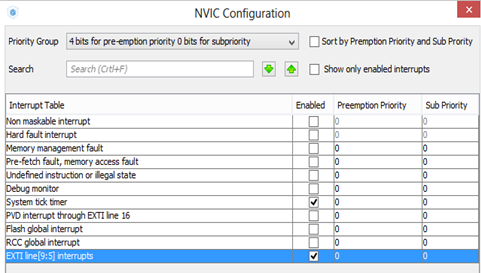 NVIC Configuration
Priority Group 4 bits for pre-emption priority 0 bits for subpriority Sort by Premption Priority and Sub Prority
Search Search (CrtI+F) Show only enabled interrupts
Interrupt Table Enabled Preemption Priority Sub Priority
Non maskable interrupt 0 0
Hard fault interrupt 0 0
Memory management fault 0 0
Pre-fetch fault, memory access fault 0 0
Undefined instruction or illegal state 0 0
Debug monitor 0 0
System tick timer 0 0
PVD interrupt through EXTI line 16 0 0
Flash global interrupt 0 0
RCC global interrupt 0 0
EXTI line[9:5] interrupts 0 0